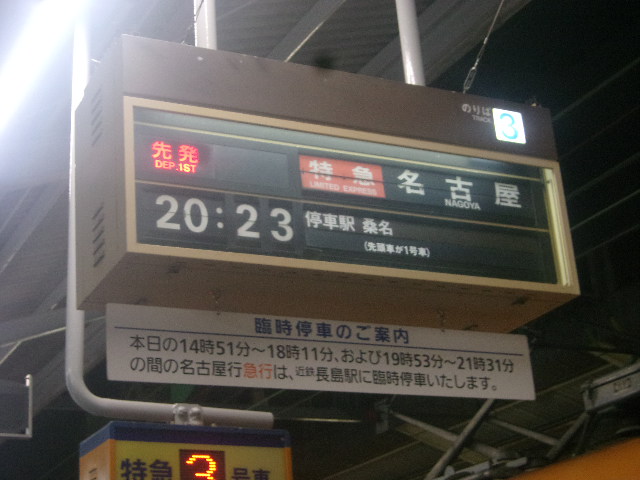 のりば
TRACK 3
先発
DEP.1ST
特急 名古屋
LIMITED EXPRESS NAGOYA
20:23 停車駅 桑名
(先頭車が1号車)
臨時停車のご案内
本日の14時51分～18時11分、および19時53分～21時31分
の間の名古屋行急行は、近鉄長島駅に臨時停車いたします。
特急 3 号車